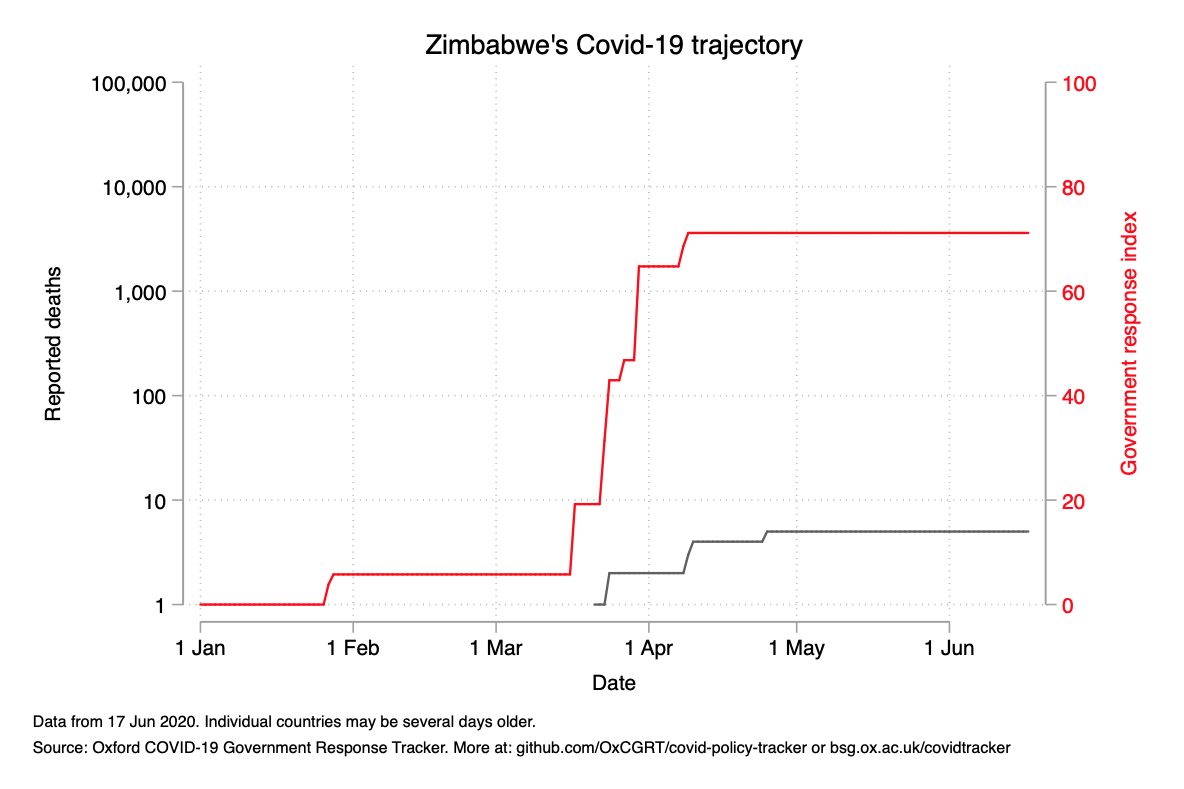 Zimbabwe's Covid-19 trajectory
100,000
10,000
1,000
100
10
1
Reported deaths
100
80
60
40
20
0
Government response index
1 Jan
1 Feb
1 Mar
1 Apr
1 May
1 Jun
Date
Data from 17 Jun 2020. Individual countries may be several days older.
Source: Oxford COVID-19 Government Response Tracker. More at: github.com/OxCGRT/covid-policy-tracker or bsg.ox.ac.uk/covidtracker